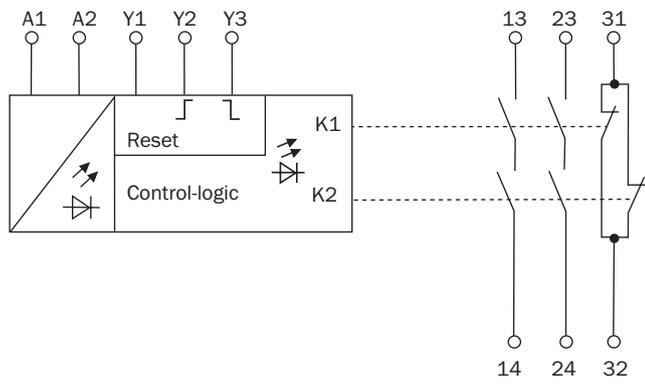 A1 A2 Y1 Y2 Y3 13 23 31
K1
Reset
Control-logic K2
14 24 32